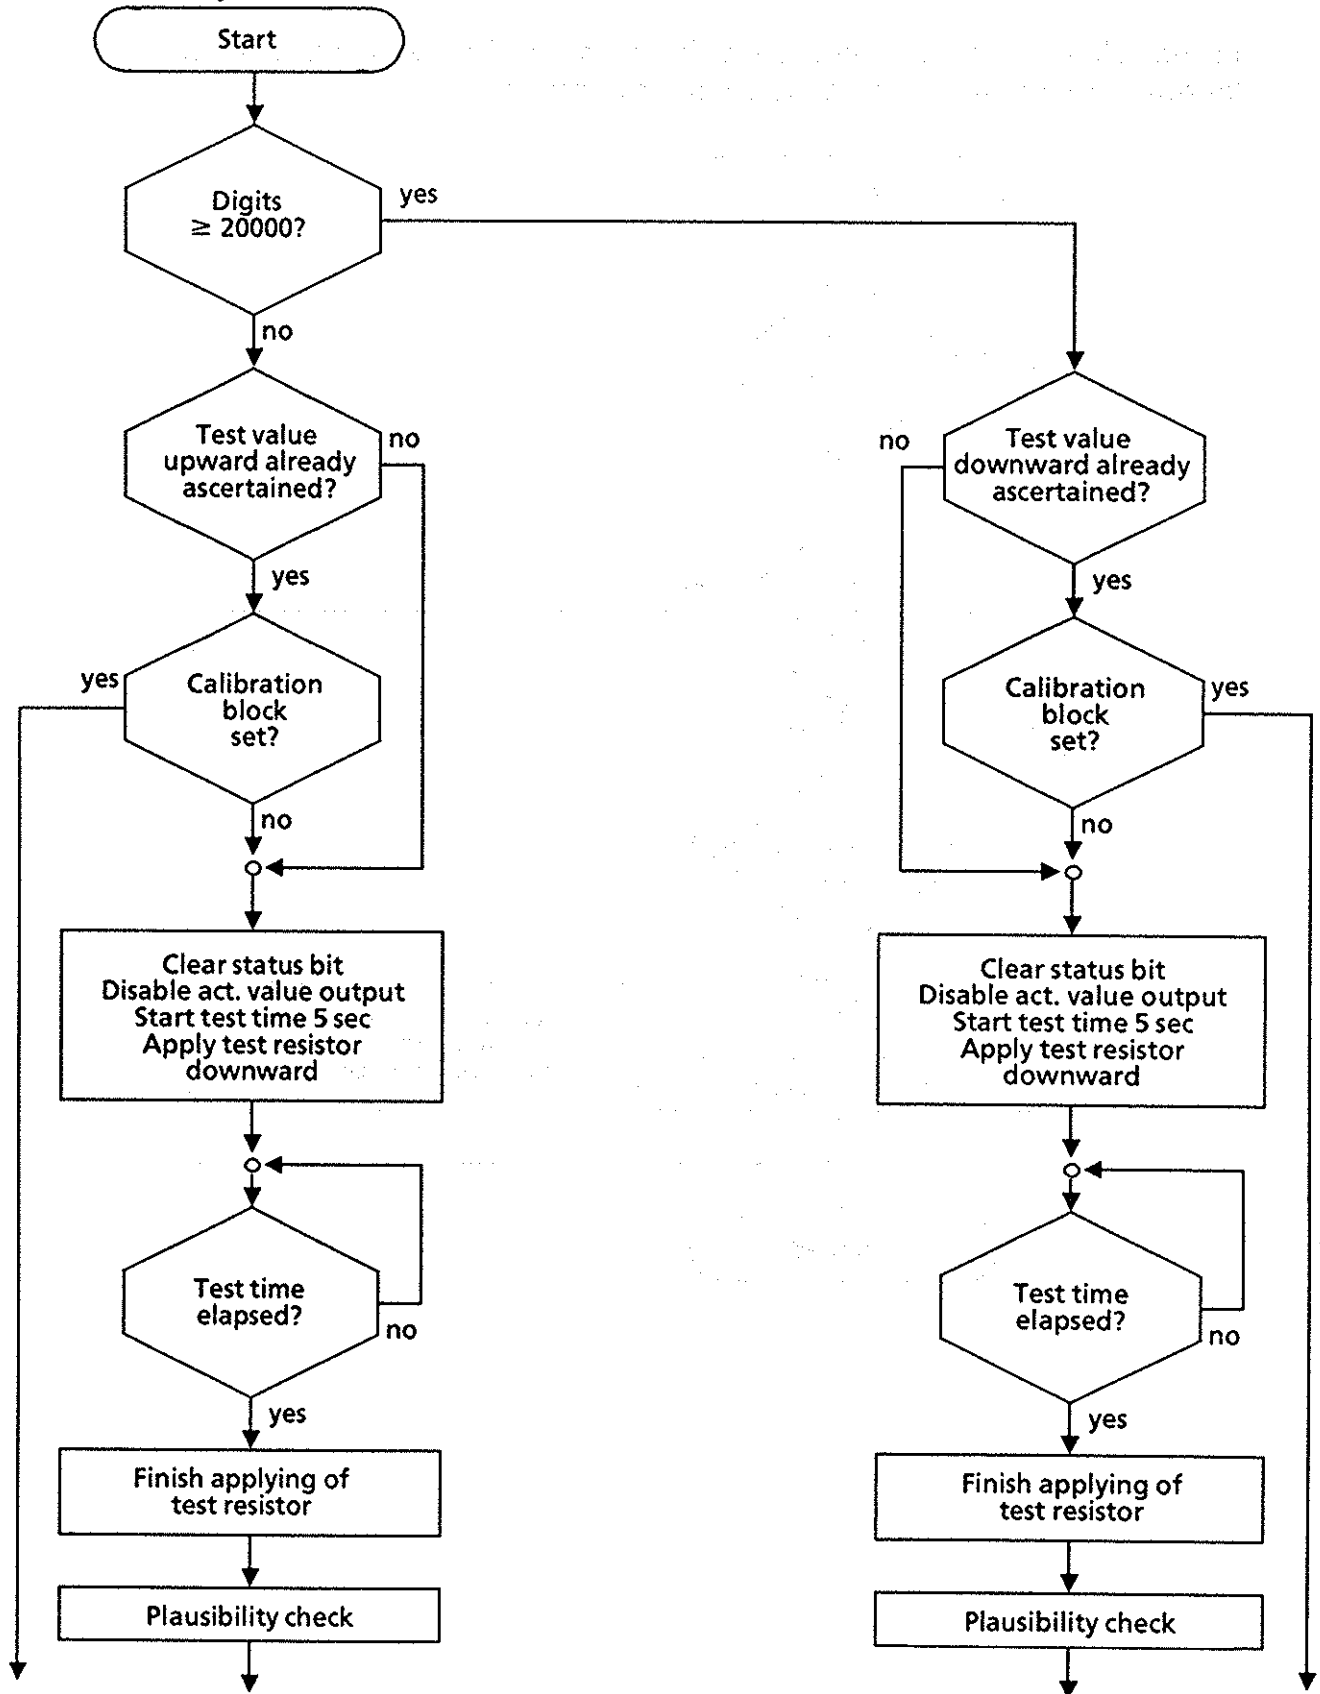 Start
Digits
≥ 20000?
yes
no
Test value
upward already
ascertained?
no
yes
Calibration
block
set?
yes
no
Clear status bit
Disable act. value output
Start test time 5 sec
Apply test resistor
downward
Test time
elapsed?
no
yes
Finish applying of
test resistor
Plausibility check
Test value
downward already
ascertained?
no
yes
Calibration
block
set?
yes
no
Clear status bit
Disable act. value output
Start test time 5 sec
Apply test resistor
downward
Test time
elapsed?
no
yes
Finish applying of
test resistor
Plausibility check